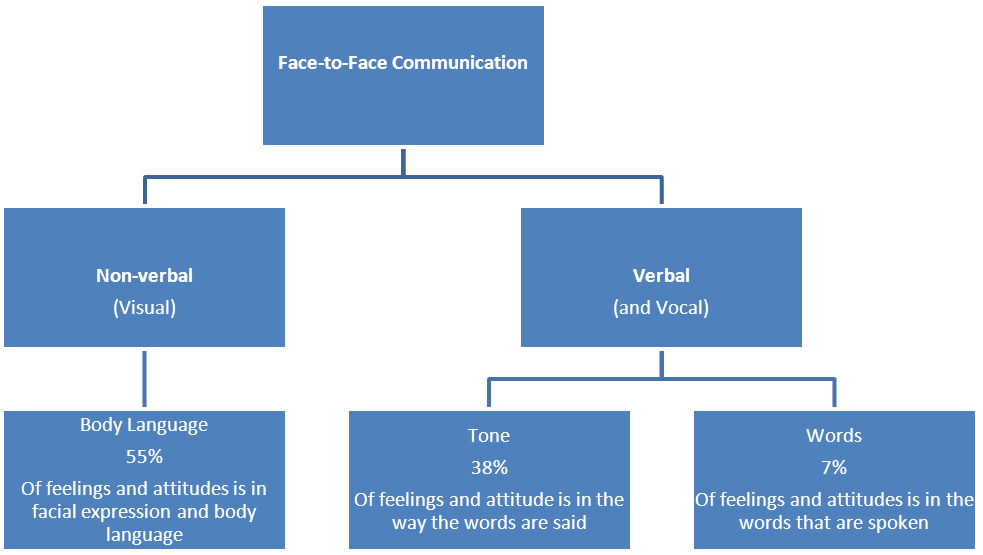 Face-to-Face Communication
Non-verbal
(Visual)
Verbal
(and Vocal)
Body Language
55%
Of feelings and attitudes is in
facial expression and body
language
Tone
38%
Of feelings and attitude is in the
way the words are said
Words
7%
Of feelings and attitudes is in the
words that are spoken